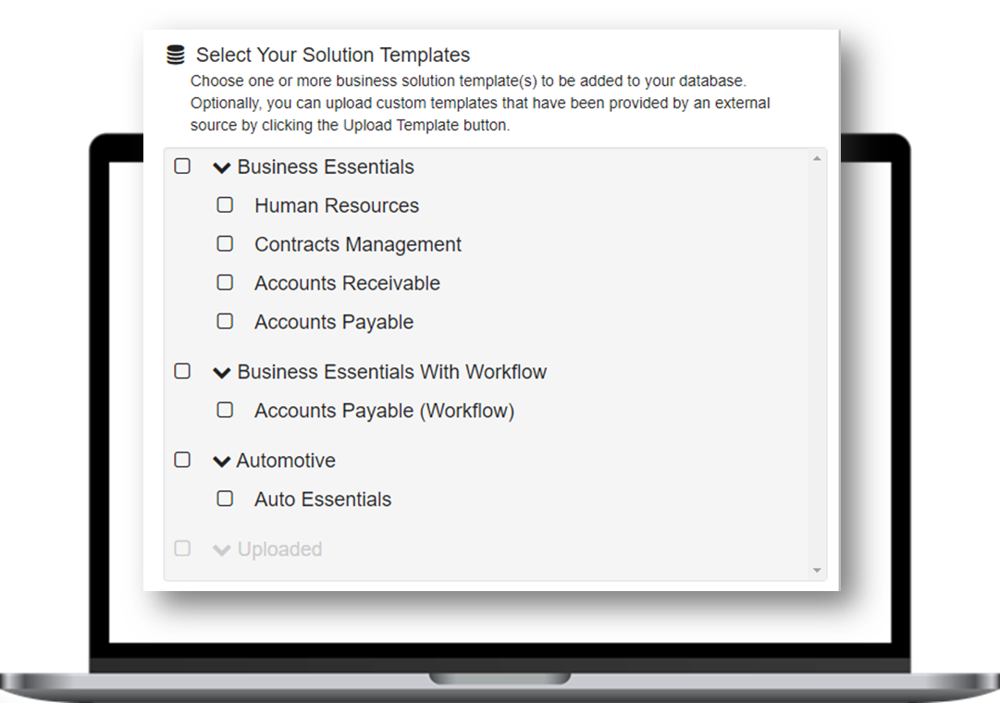 Select Your Solution Templates
Choose one or more business solution template(s) to be added to your database.
Optionally, you can upload custom templates that have been provided by an external
source by clicking the Upload Template button.
Business Essentials
Human Resources
Contracts Management
Accounts Receivable
Accounts Payable
Business Essentials With Workflow
Accounts Payable (Workflow)
Automotive
Auto Essentials
Uploaded